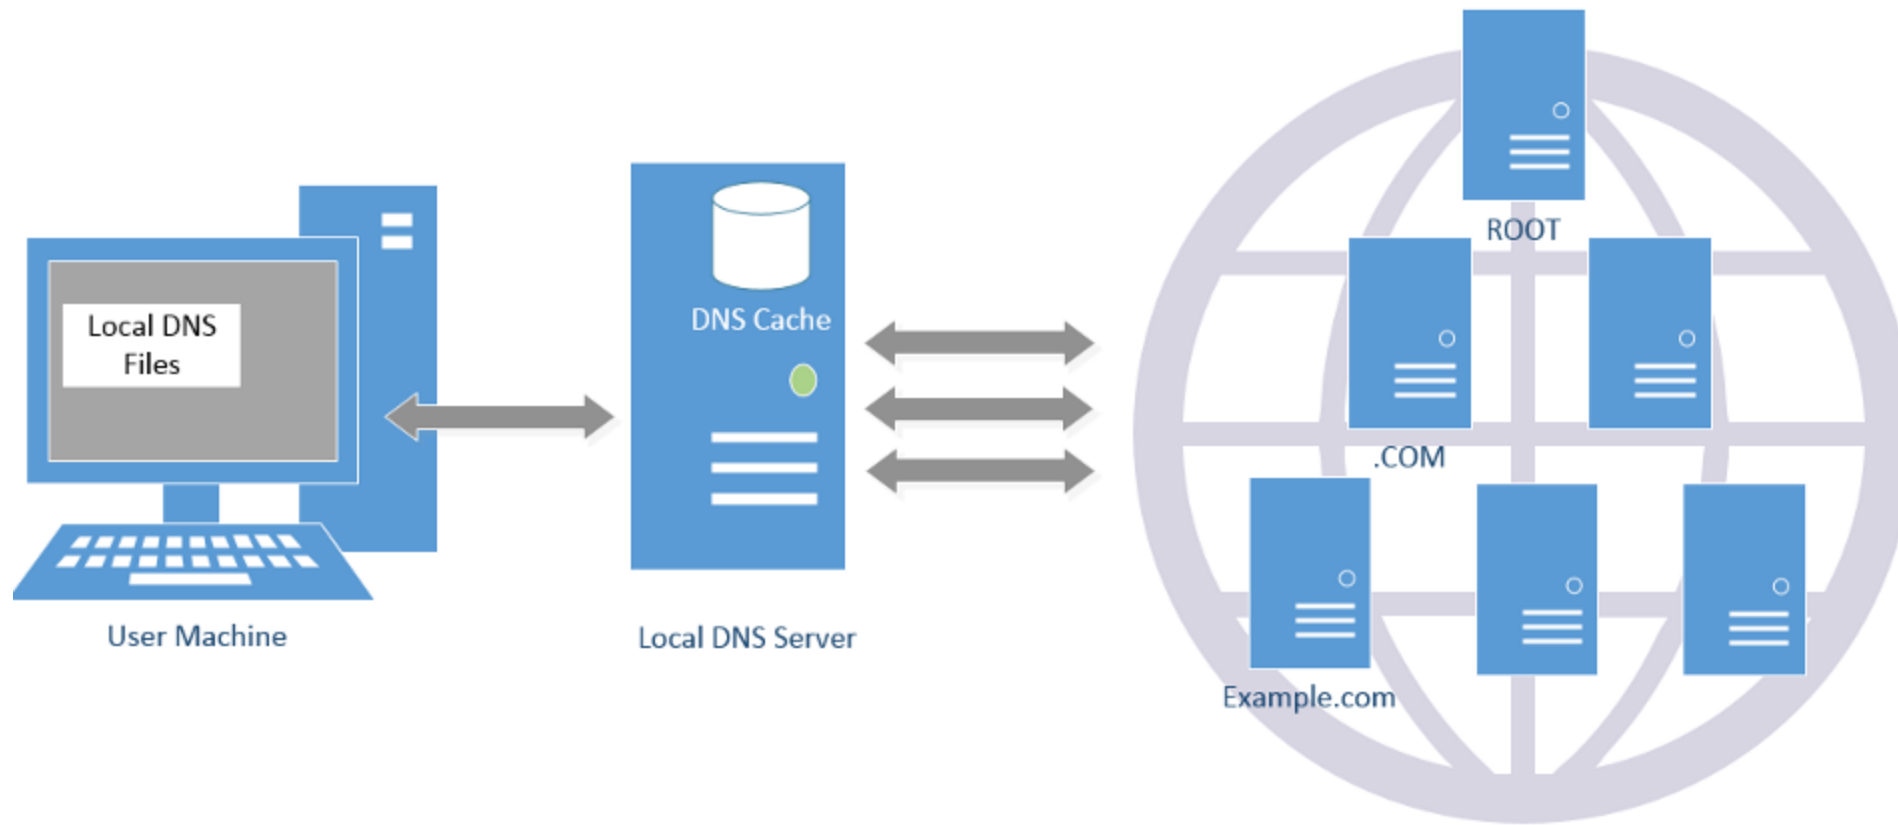 Local DNS
Files
User Machine
DNS Cache
Local DNS Server
ROOT
.COM
Example.com